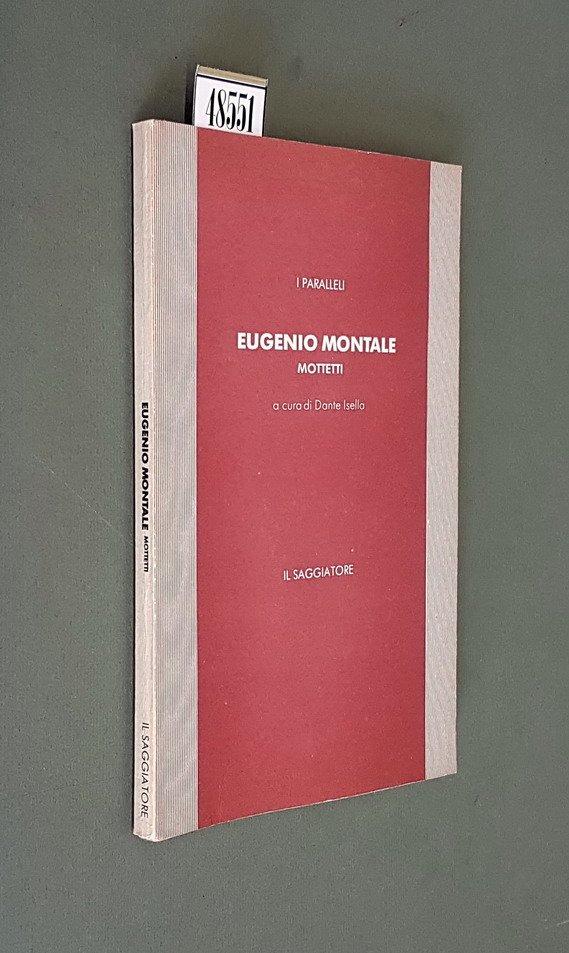 48551
I PARALLELI
EUGENIO MONTALE
MOTTETTI
a cura di Dante Isella
IL SAGGIATORE
EUGENIO MONTALE MOTTETTI
IL SAGGIATORE